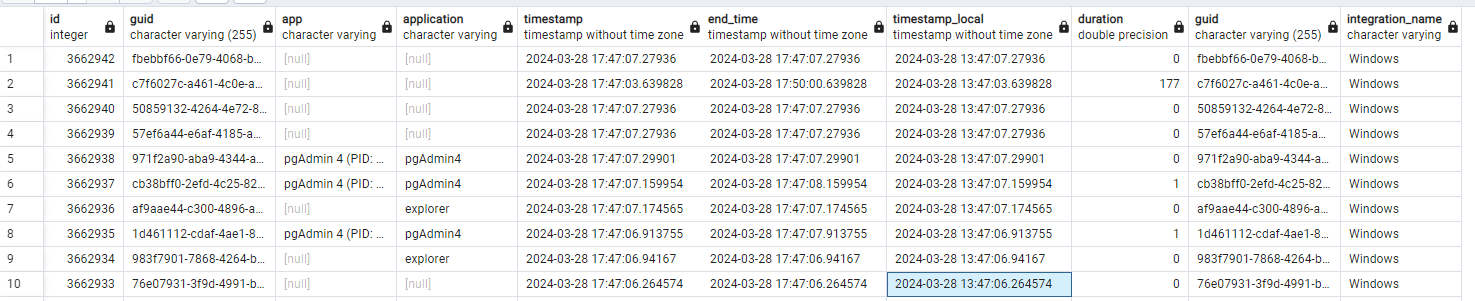 id guid app application timestamp end_time timestamp_local duration guid integration_name
integer character varying (255) character varying character varying timestamp without time zone timestamp without time zone timestamp without time zone double precision character varying (255) character varying
1 3662942 fbebbf66-0e79-4068-b... [null] [null] 2024-03-28 17:47:07.27936 2024-03-28 17:47:07.27936 2024-03-28 13:47:07.27936 0 fbebbf66-0e79-4068-b... Windows
2 3662941 c7f6027c-a461-4c0e-a... [null] [null] 2024-03-28 17:47:03.639828 2024-03-28 17:50:00.639828 2024-03-28 13:47:03.639828 177 c7f6027c-a461-4c0e-a... Windows
3 3662940 50859132-4264-4e72-8... [null] [null] 2024-03-28 17:47:07.27936 2024-03-28 17:47:07.27936 2024-03-28 13:47:07.27936 0 50859132-4264-4e72-8... Windows
4 3662939 57ef6a44-e6af-4185-a... [null] [null] 2024-03-28 17:47:07.27936 2024-03-28 17:47:07.27936 2024-03-28 13:47:07.27936 0 57ef6a44-e6af-4185-a... Windows
5 3662938 971f2a90-aba9-4344-a... pgAdmin 4 (PID: ... pgAdmin4 2024-03-28 17:47:07.29901 2024-03-28 17:47:07.29901 2024-03-28 13:47:07.29901 0 971f2a90-aba9-4344-a... Windows
6 3662937 cb38bff0-2efd-4c25-82... pgAdmin 4 (PID: ... pgAdmin4 2024-03-28 17:47:07.159954 2024-03-28 17:47:08.159954 2024-03-28 13:47:07.159954 1 cb38bff0-2efd-4c25-82... Windows
7 3662936 af9aae44-c300-4896-a... [null] explorer 2024-03-28 17:47:07.174565 2024-03-28 17:47:07.174565 2024-03-28 13:47:07.174565 0 af9aae44-c300-4896-a... Windows
8 3662935 1d461112-cdaf-4ae1-8... pgAdmin 4 (PID: ... pgAdmin4 2024-03-28 17:47:06.913755 2024-03-28 17:47:07.913755 2024-03-28 13:47:06.913755 1 1d461112-cdaf-4ae1-8... Windows
9 3662934 983f7901-7868-4264-b... [null] explorer 2024-03-28 17:47:06.94167 2024-03-28 17:47:06.94167 2024-03-28 13:47:06.94167 0 983f7901-7868-4264-b... Windows
10 3662933 76e07931-3f9d-4991-b... [null] [null] 2024-03-28 17:47:06.264574 2024-03-28 17:47:06.264574 2024-03-28 13:47:06.264574 0 76e07931-3f9d-4991-b... Windows